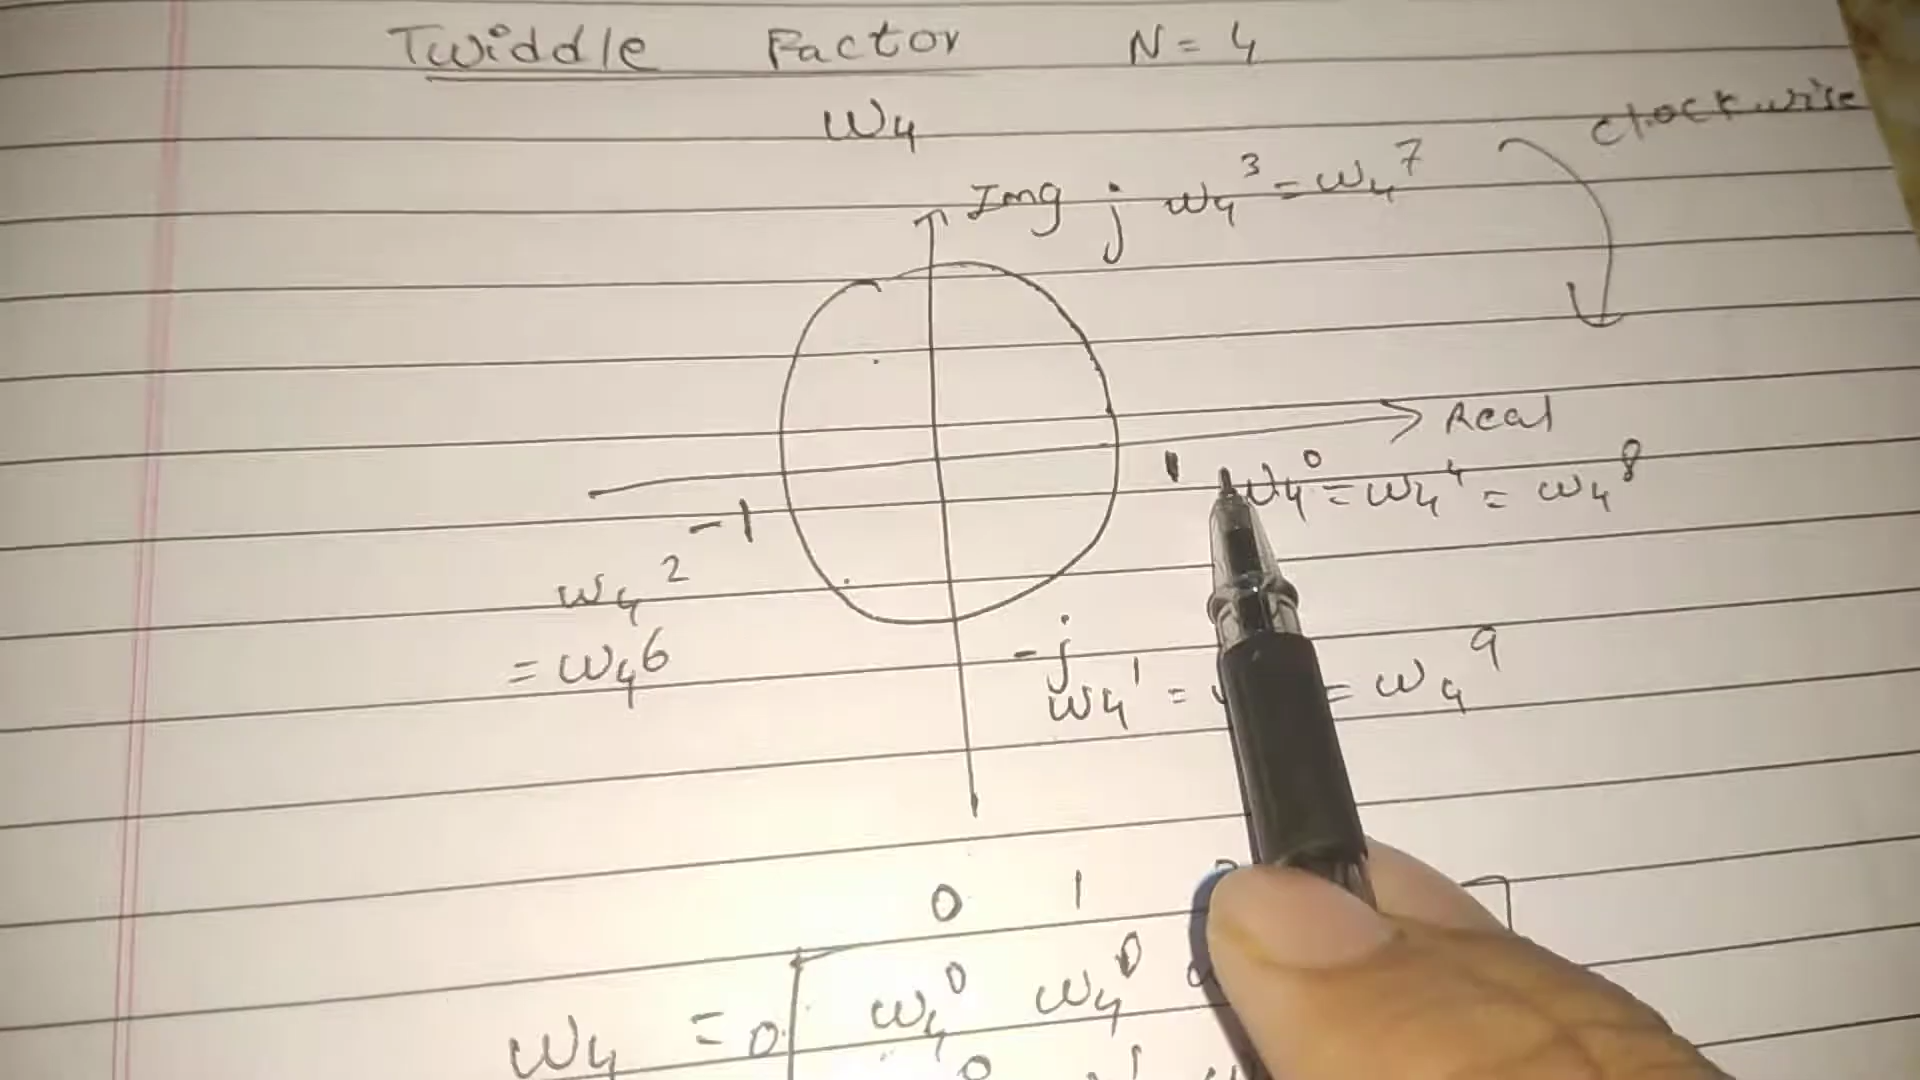 Twiddle Factor N = 4
W4
clockwise
Img j W4^3 = W4^7
Real
1 W4^0 = W4^4 = W4^8
-1
W4^2
= W4^6
-j
W4^1 = = W4^9
0 1
W4 = 0 W4^0 W4^0
0